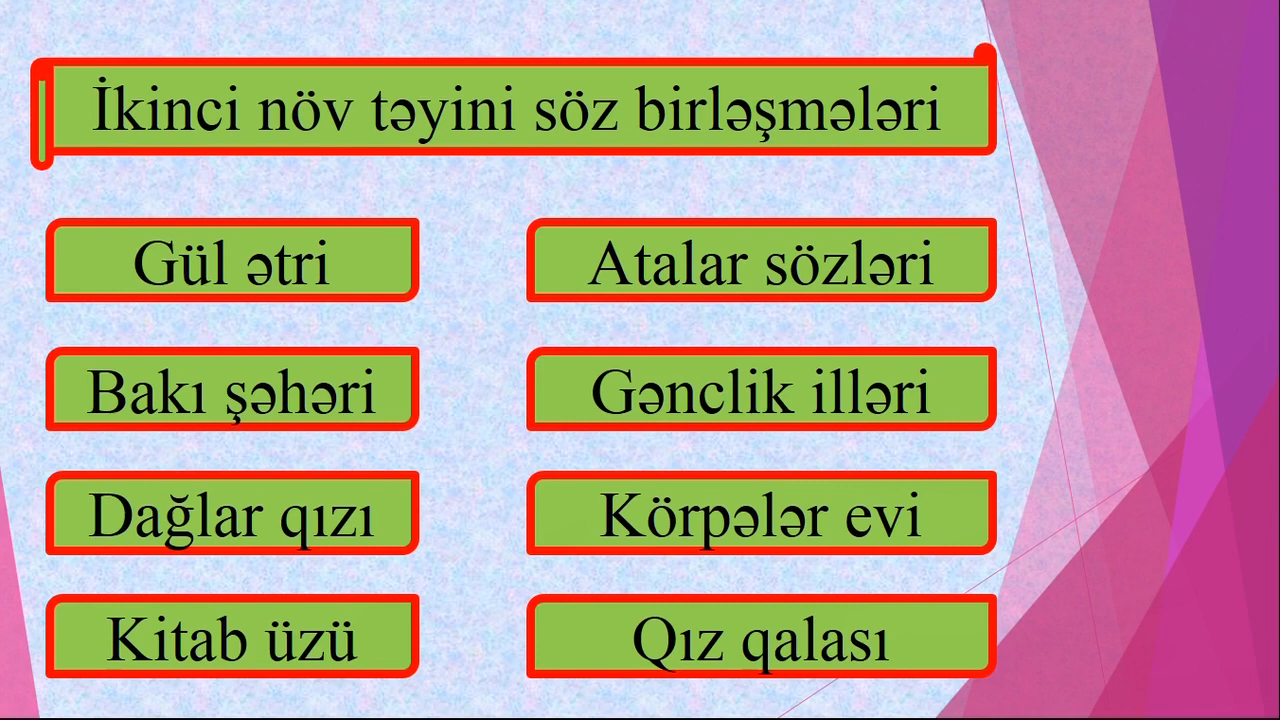 İkinci növ təyini söz birləşmələri
Gül ətri
Atalar sözləri
Bakı şəhəri
Gənclik illəri
Dağlar qızı
Körpələr evi
Kitab üzü
Qız qalası